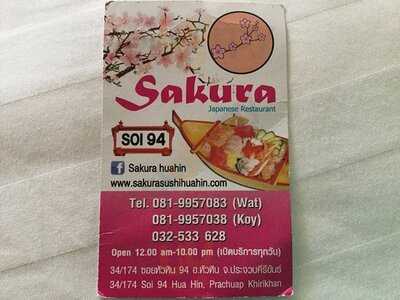 Sakura
Japanese Restaurant
SOI 94
f Sakura huahin
www.sakurasushihuahin.com
Tel. 081-9957083 (Wat)
081-9957038 (Koy)
032-533 628
Open 12.00 am-10.00 pm (เปิดบริการทุกวัน)
34/174 ซอยหัวหิน 94 อ.หัวหิน จ.ประจวบคีรีขันธ์
34/174 Soi 94 Hua Hin, Prachuap Khirikhan